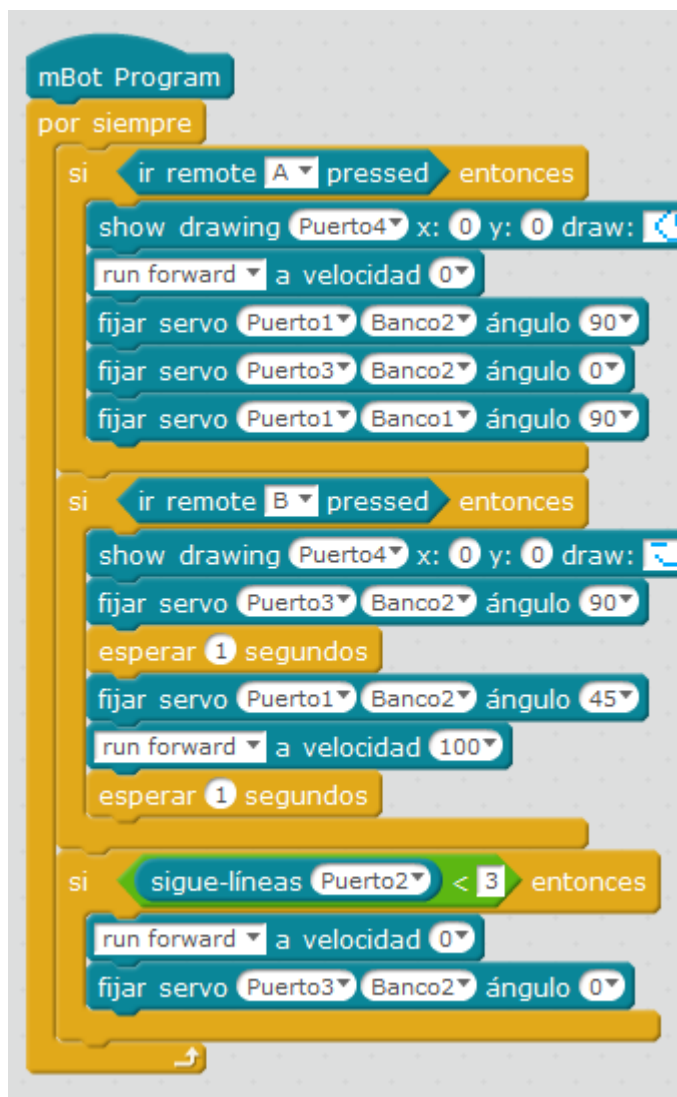 mBot Program
por siempre
si ir remote A pressed entonces
show drawing Puerto4 x: 0 y: 0 draw:
run forward a velocidad 0
fijar servo Puerto1 Banco2 ángulo 90
fijar servo Puerto3 Banco2 ángulo 0
fijar servo Puerto1 Banco1 ángulo 90
si ir remote B pressed entonces
show drawing Puerto4 x: 0 y: 0 draw:
fijar servo Puerto3 Banco2 ángulo 90
esperar 1 segundos
fijar servo Puerto1 Banco2 ángulo 45
run forward a velocidad 100
esperar 1 segundos
si sigue-líneas Puerto2 < 3 entonces
run forward a velocidad 0
fijar servo Puerto3 Banco2 ángulo 0